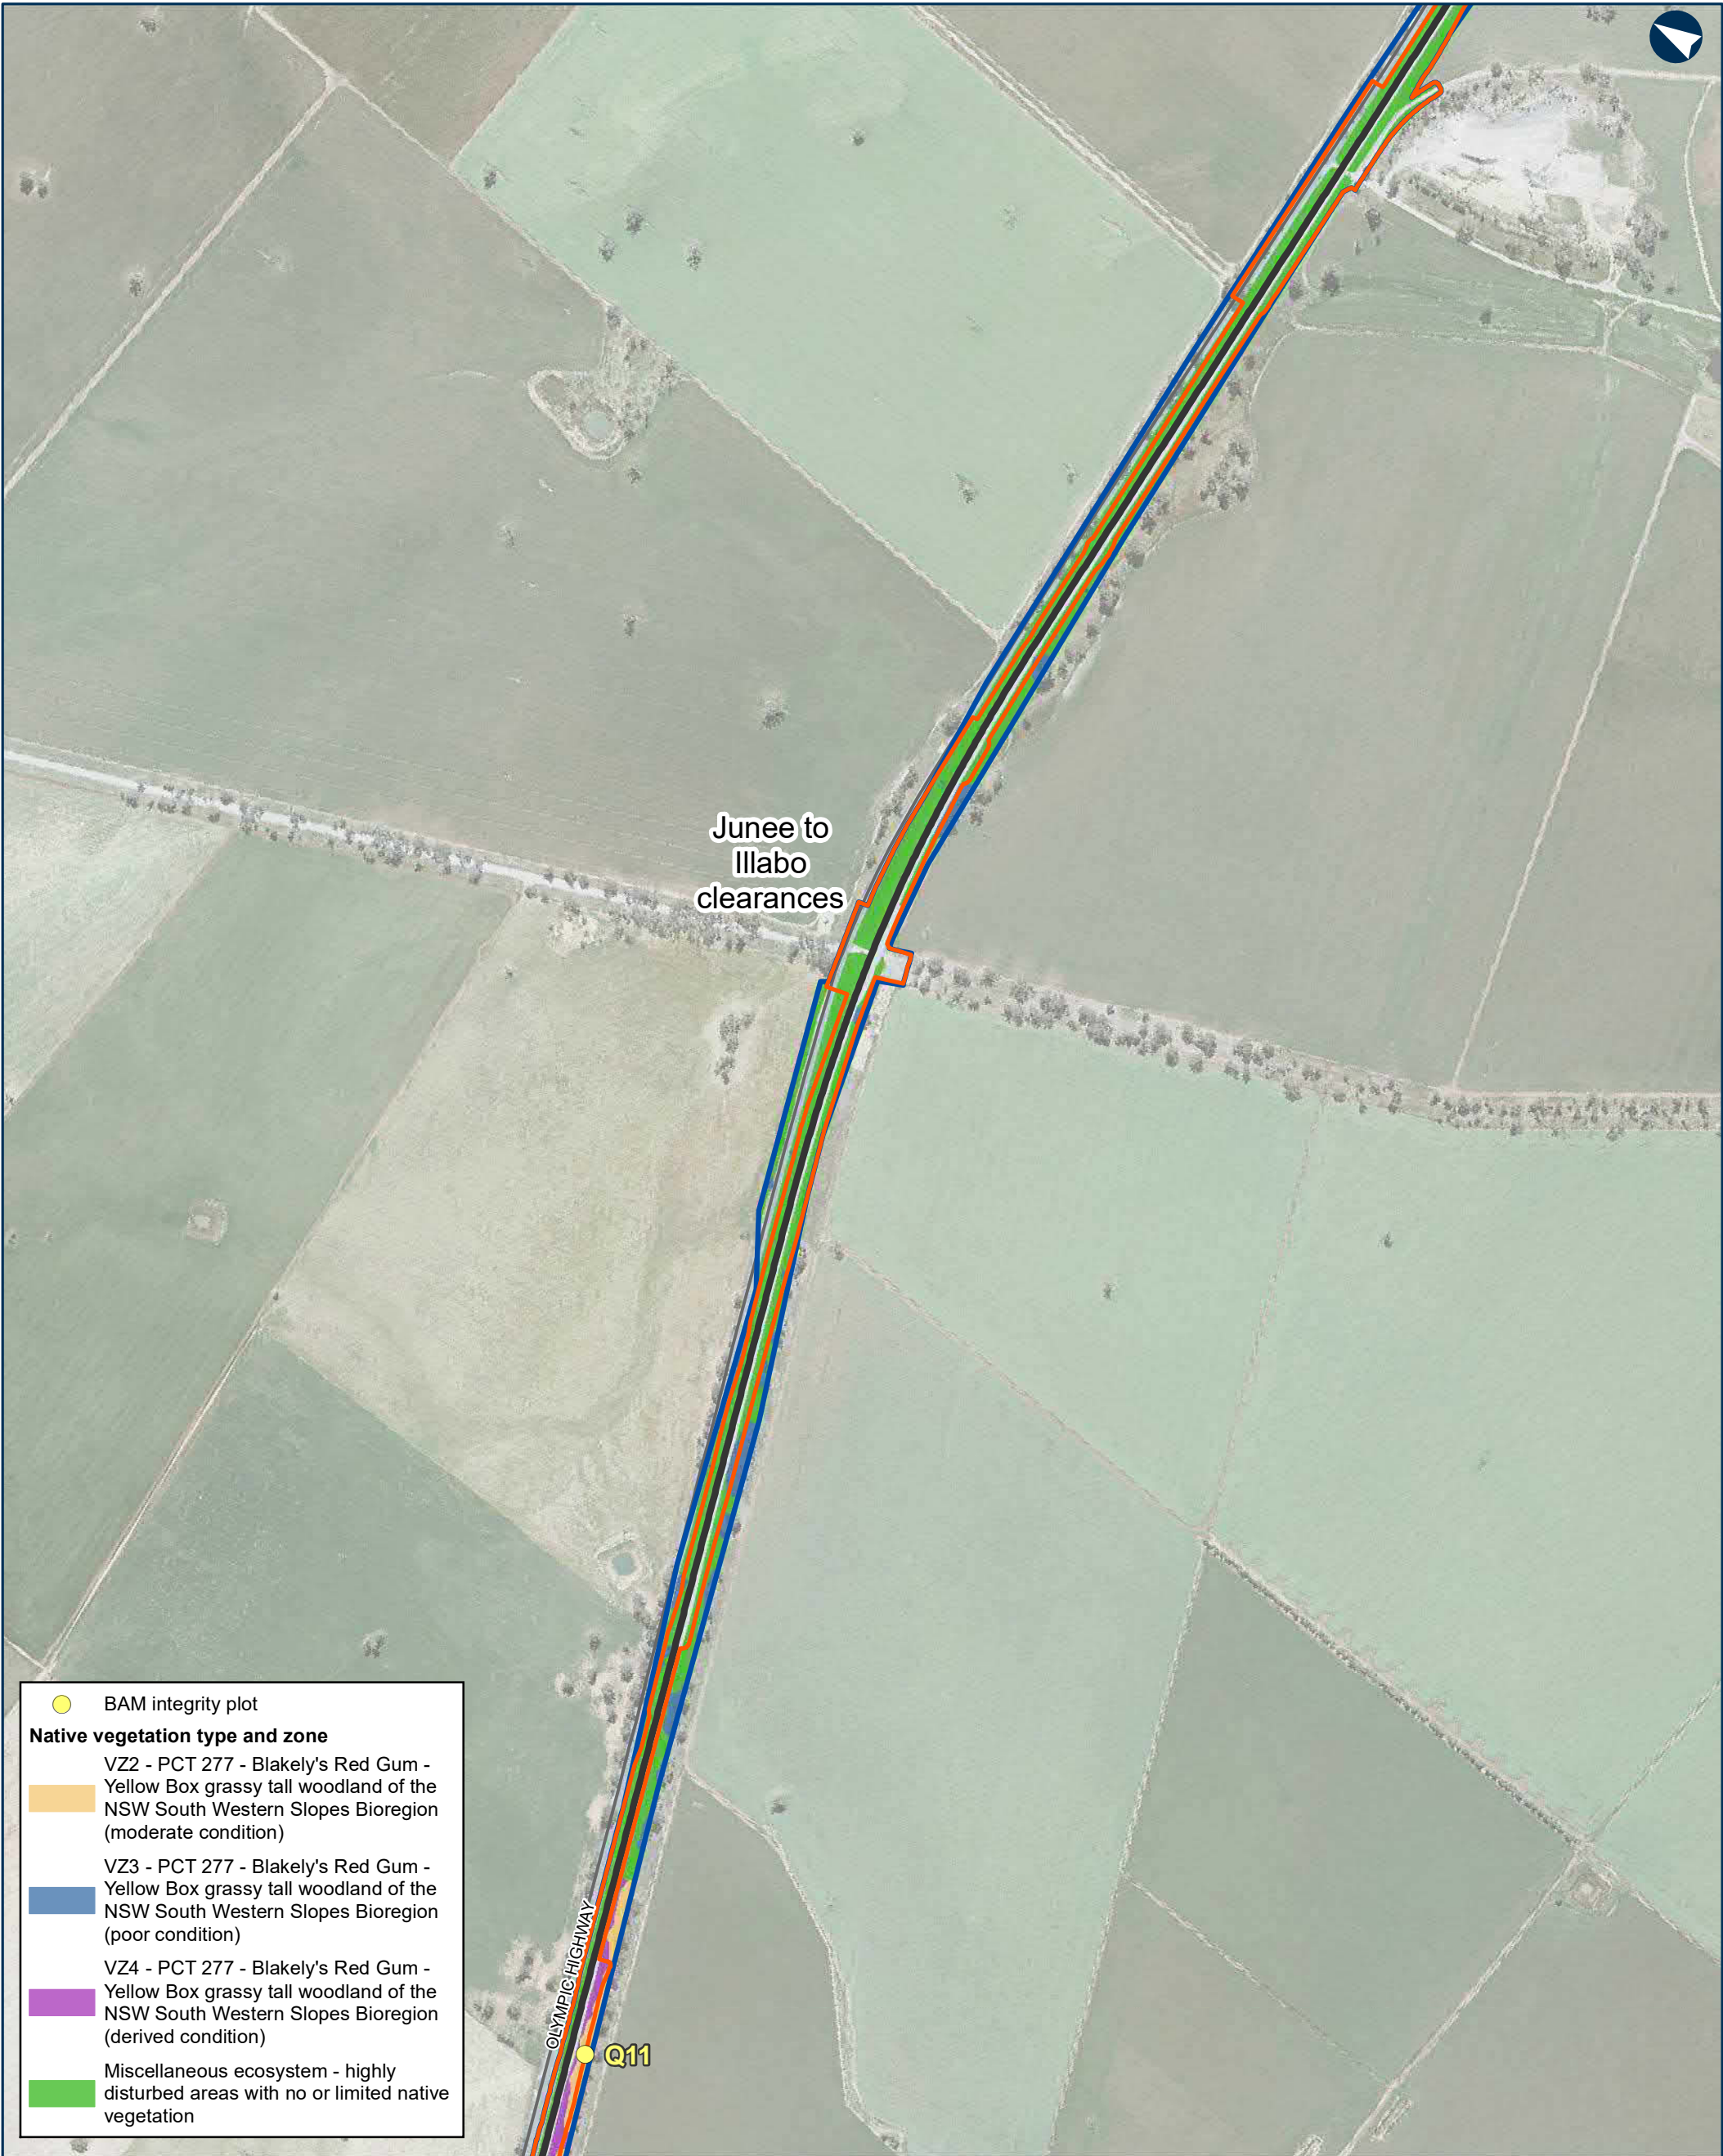 Junee to
Illabo
clearances
OLYMPIC HIGHWAY
Q11
BAM integrity plot
Native vegetation type and zone
VZ2 - PCT 277 - Blakely's Red Gum -
Yellow Box grassy tall woodland of the
NSW South Western Slopes Bioregion
(moderate condition)
VZ3 - PCT 277 - Blakely's Red Gum -
Yellow Box grassy tall woodland of the
NSW South Western Slopes Bioregion
(poor condition)
VZ4 - PCT 277 - Blakely's Red Gum -
Yellow Box grassy tall woodland of the
NSW South Western Slopes Bioregion
(derived condition)
Miscellaneous ecosystem - highly
disturbed areas with no or limited native
vegetation